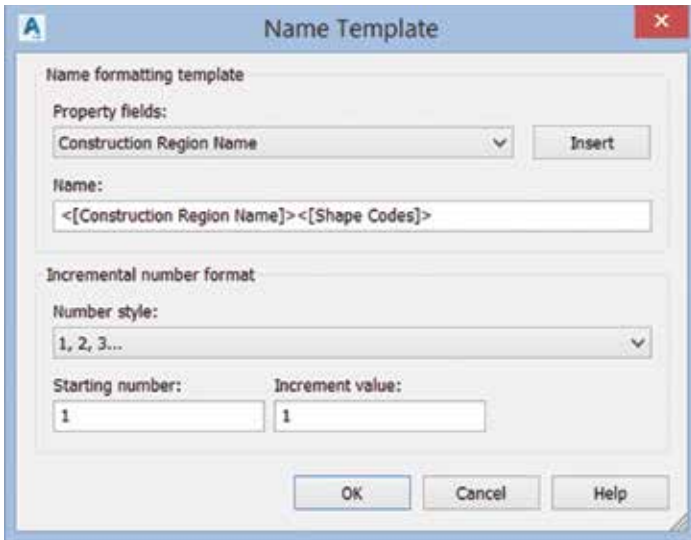 Name Template
Name formatting template
Property fields:
Construction Region Name
Insert
Name:
<[Construction Region Name]><[Shape Codes]>
Incremental number format
Number style:
1, 2, 3...
Starting number: Increment value:
1 1
OK Cancel Help